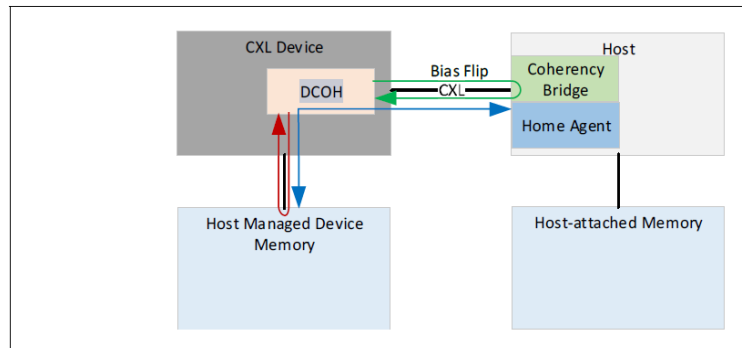 CXL Device
Host
DCOH
Bias Flip
CXL
Coherency
Bridge
Home Agent
Host Managed Device
Memory
Host-attached Memory